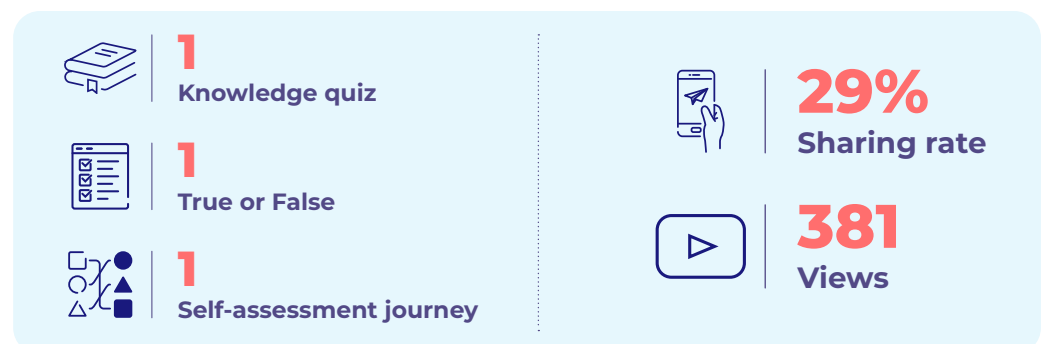 1
Knowledge quiz
1
True or False
1
Self-assessment journey
29%
Sharing rate
381
Views